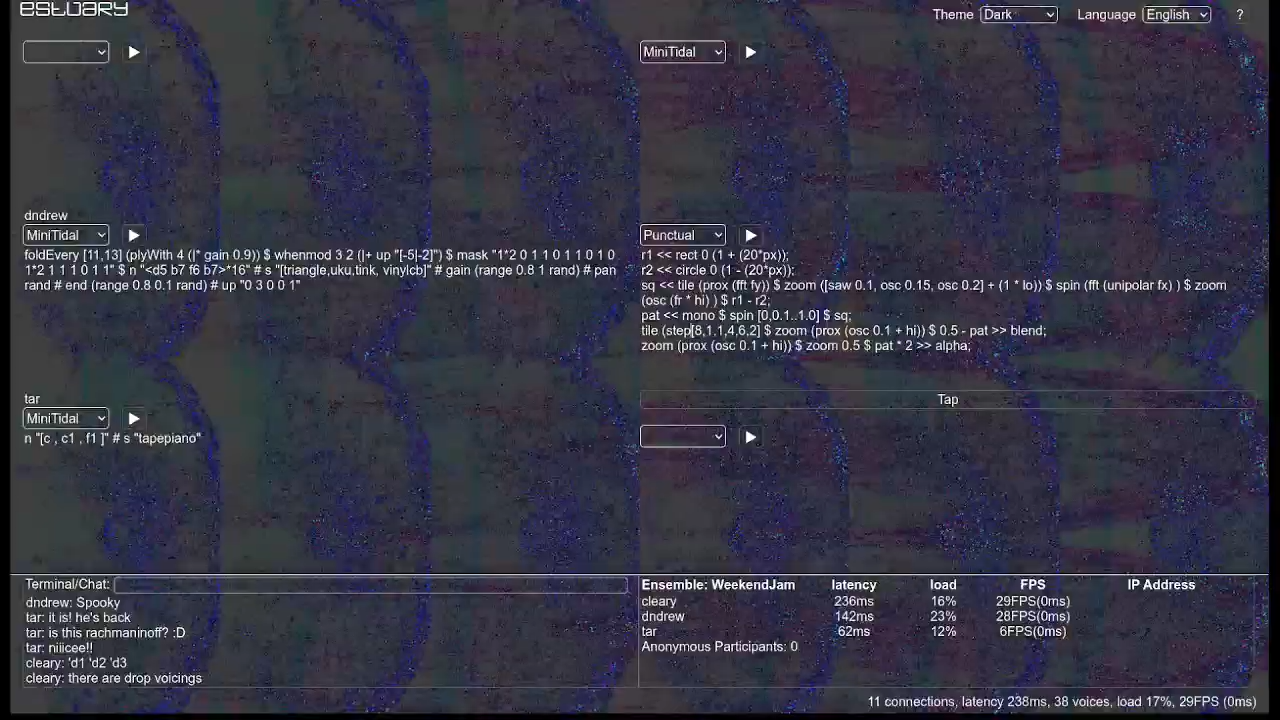 estuary
Theme Dark Language English ?
MiniTidal
dndrew
MiniTidal
foldEvery [11,13] (plyWith 4 (|* gain 0.9)) $ whenmod 3 2 (|+ up "[-5|-2]") $ mask "1*2 0 1 1 0 1 1 0 1 0
1*2 1 1 1 0 1 1" $ n "<d5 b7 f6 b7>*16" # s "[triangle,uku,tink, vinylcb]" # gain (range 0.8 1 rand) # pan
rand # end (range 0.8 0.1 rand) # up "0 3 0 0 1"
Punctual
r1 << rect 0 (1 + (20*px));
r2 << circle 0 (1 - (20*px));
sq << tile (prox (fft fy)) $ zoom ([saw 0.1, osc 0.15, osc 0.2] + (1 * lo)) $ spin (fft (unipolar fx) ) $ zoom
(osc (fr * hi) ) $ r1 - r2;
pat << mono $ spin [0,0.1..1.0] $ sq;
tile (step[8,1.1,4,6,2] $ zoom (prox (osc 0.1 + hi)) $ 0.5 - pat >> blend;
zoom (prox (osc 0.1 + hi)) $ zoom 0.5 $ pat * 2 >> alpha;
tar
MiniTidal
n "[c , c1 , f1 ]" # s "tapepiano"
Tap
Terminal/Chat:
dndrew: Spooky
tar: it is! he's back
tar: is this rachmaninoff? :D
tar: niiicee!!
cleary: 'd1 'd2 'd3
cleary: there are drop voicings
Ensemble: WeekendJam latency load FPS IP Address
cleary 236ms 16% 29FPS(0ms)
dndrew 142ms 23% 28FPS(0ms)
tar 62ms 12% 6FPS(0ms)
Anonymous Participants: 0
11 connections, latency 238ms, 38 voices, load 17%, 29FPS (0ms)